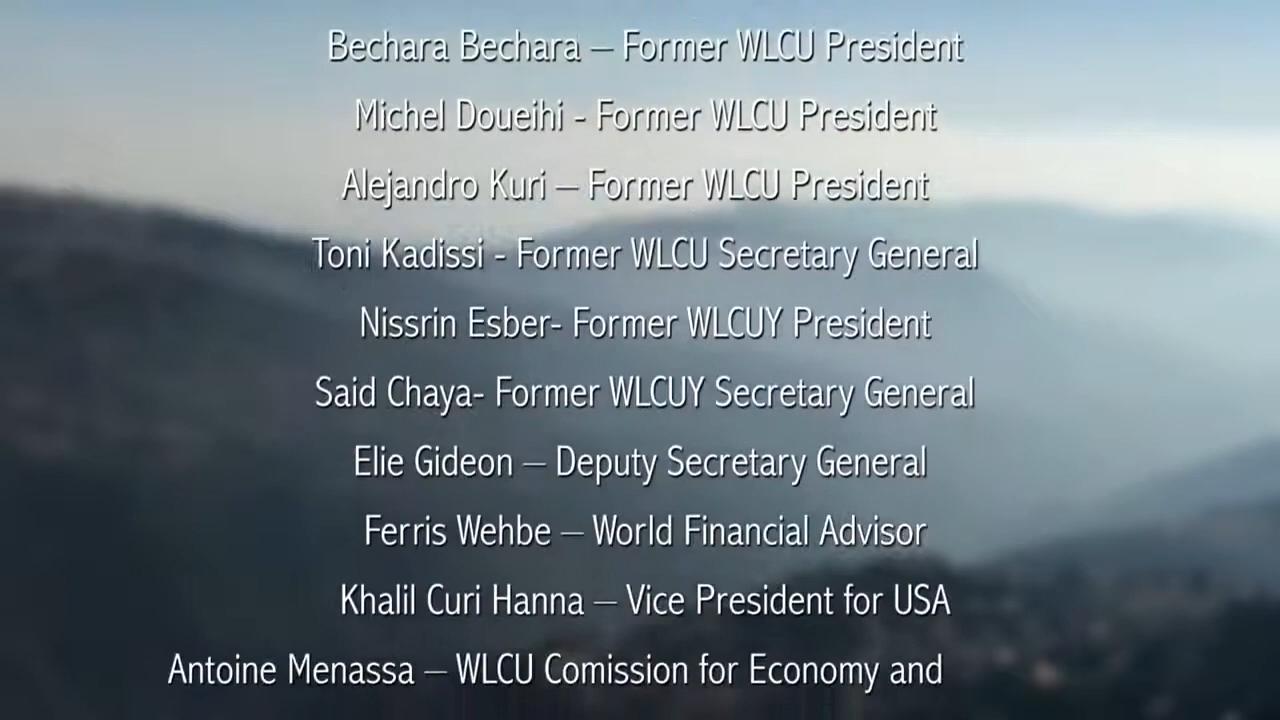 Bechara Bechara – Former WLCU President
Michel Doueihi - Former WLCU President
Alejandro Kuri – Former WLCU President
Toni Kadissi - Former WLCU Secretary General
Nissrin Esber- Former WLCUY President
Said Chaya- Former WLCUY Secretary General
Elie Gideon – Deputy Secretary General
Ferris Wehbe – World Financial Advisor
Khalil Curi Hanna – Vice President for USA
Antoine Menassa – WLCU Comission for Economy and